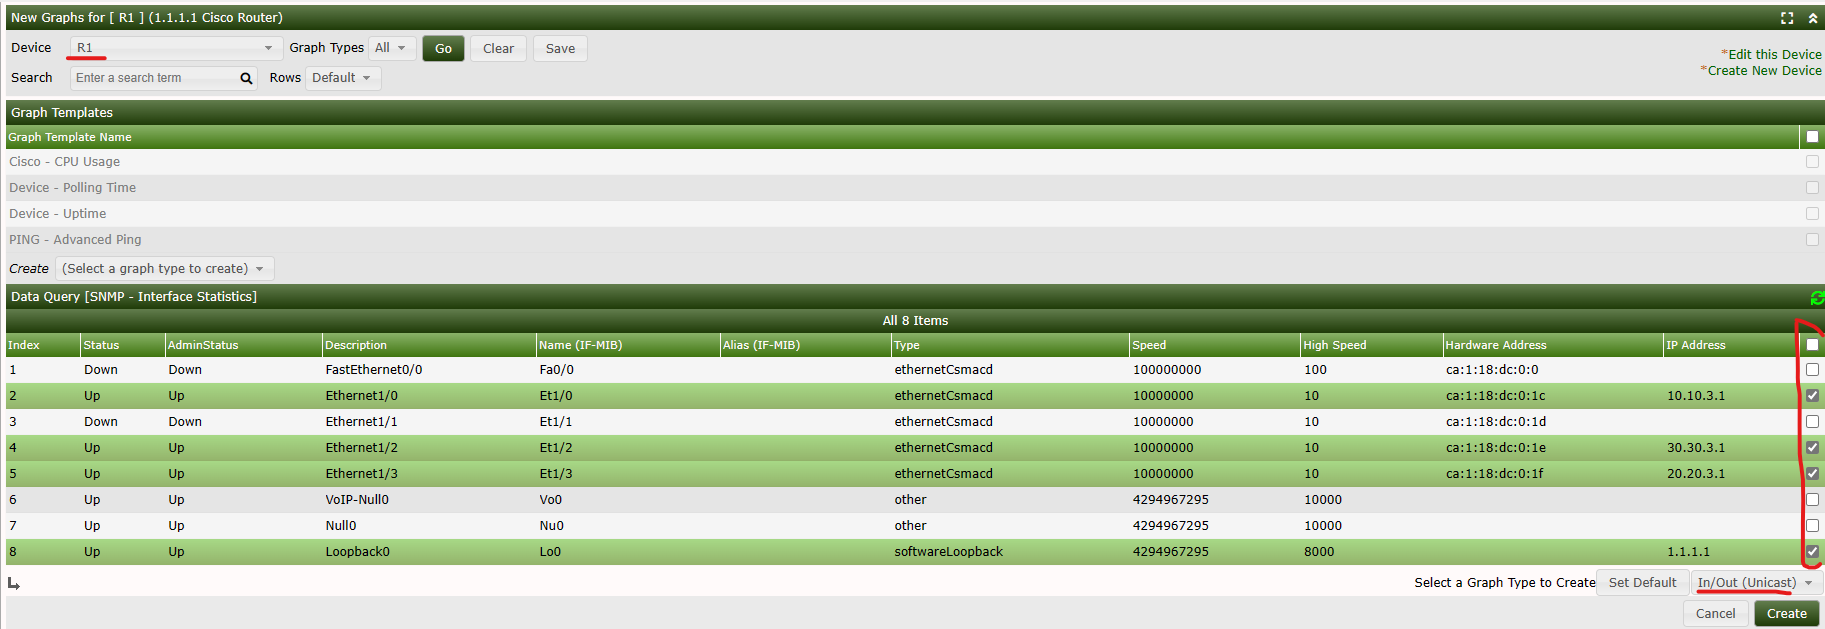 New Graphs for [ R1 ] (1.1.1.1 Cisco Router)
Device R1 Graph Types All Go Clear Save
*Edit this Device
Search Enter a search term Rows Default
*Create New Device
Graph Templates
Graph Template Name
Cisco - CPU Usage
Device - Polling Time
Device - Uptime
PING - Advanced Ping
Create (Select a graph type to create)
Data Query [SNMP - Interface Statistics]
All 8 Items
Index Status AdminStatus Description Name (IF-MIB) Alias (IF-MIB) Type Speed High Speed Hardware Address IP Address
1 Down Down FastEthernet0/0 Fa0/0 ethernetCsmacd 100000000 100 ca:1:18:dc:0:0
2 Up Up Ethernet1/0 Et1/0 ethernetCsmacd 10000000 10 ca:1:18:dc:0:1c 10.10.3.1
3 Down Down Ethernet1/1 Et1/1 ethernetCsmacd 10000000 10 ca:1:18:dc:0:1d
4 Up Up Ethernet1/2 Et1/2 ethernetCsmacd 10000000 10 ca:1:18:dc:0:1e 30.30.3.1
5 Up Up Ethernet1/3 Et1/3 ethernetCsmacd 10000000 10 ca:1:18:dc:0:1f 20.20.3.1
6 Up Up VoIP-Null0 Vo0 other 4294967295 10000
7 Up Up Null0 Nu0 other 4294967295 10000
8 Up Up Loopback0 Lo0 softwareLoopback 4294967295 8000 1.1.1.1
Select a Graph Type to Create Set Default In/Out (Unicast)
Cancel Create